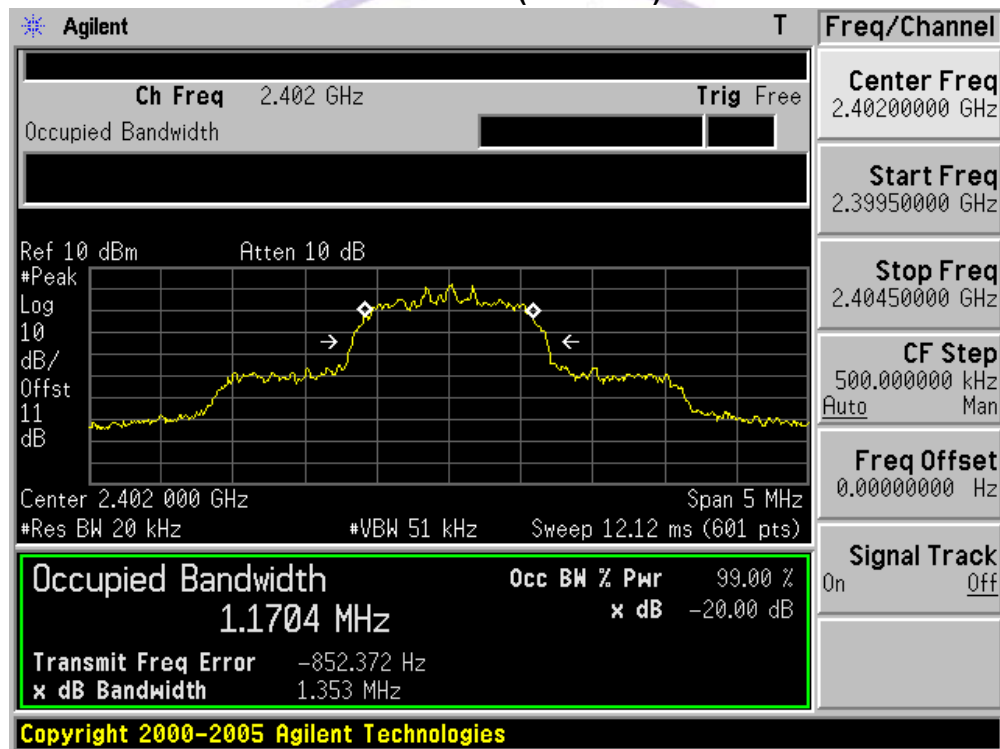 Agilent T
Ch Freq 2.402 GHz Trig Free
Occupied Bandwidth
Ref 10 dBm Atten 10 dB
#Peak
Log
10
dB/
Offst
11
dB
Center 2.402 000 GHz Span 5 MHz
#Res BW 20 kHz #VBW 51 kHz Sweep 12.12 ms (601 pts)
Occupied Bandwidth
1.1704 MHz
Occ BW % Pwr 99.00 %
x dB -20.00 dB
Transmit Freq Error -852.372 Hz
x dB Bandwidth 1.353 MHz
Copyright 2000-2005 Agilent Technologies
Freq/Channel
Center Freq
2.40200000 GHz
Start Freq
2.39950000 GHz
Stop Freq
2.40450000 GHz
CF Step
500.000000 kHz
Auto Man
Freq Offset
0.00000000 Hz
Signal Track
On Off